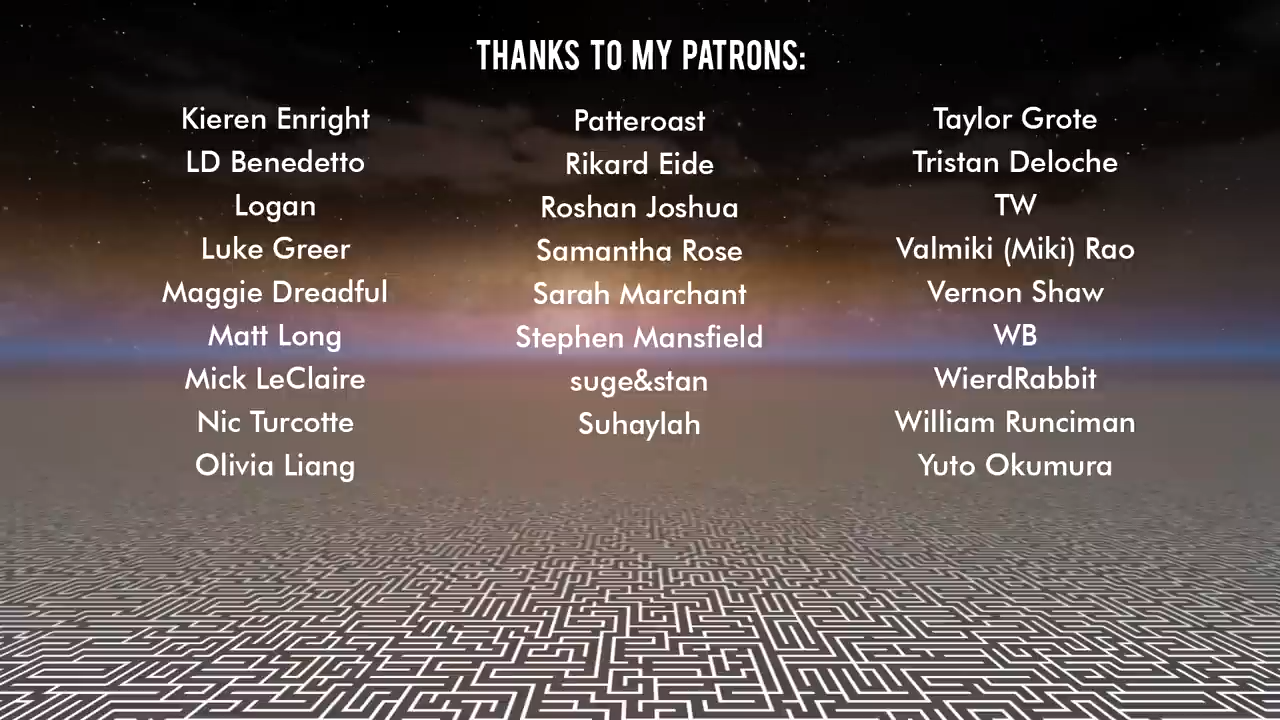 THANKS TO MY PATRONS:
Kieren Enright
LD Benedetto
Logan
Luke Greer
Maggie Dreadful
Matt Long
Mick LeClaire
Nic Turcotte
Olivia Liang
Patteroast
Rikard Eide
Roshan Joshua
Samantha Rose
Sarah Marchant
Stephen Mansfield
suge&stan
Suhaylah
Taylor Grote
Tristan Deloche
TW
Valmiki (Miki) Rao
Vernon Shaw
WB
WierdRabbit
William Runciman
Yuto Okumura